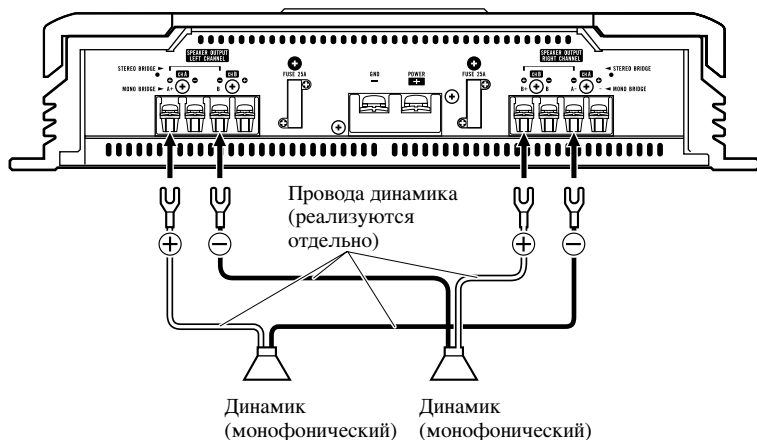 SPEAKER OUTPUT
LEFT CHANNEL
STEREO BRIDGE
CH A
CH B
MONO BRIDGE
A+
B
FUSE 25A
GND
POWER
FUSE 25A
SPEAKER OUTPUT
RIGHT CHANNEL
STEREO BRIDGE
CH B
CH A
MONO BRIDGE
B+
B
A-
Провода динамика
(реализуются
отдельно)
Динамик
(монофонический)
Динамик
(монофонический)